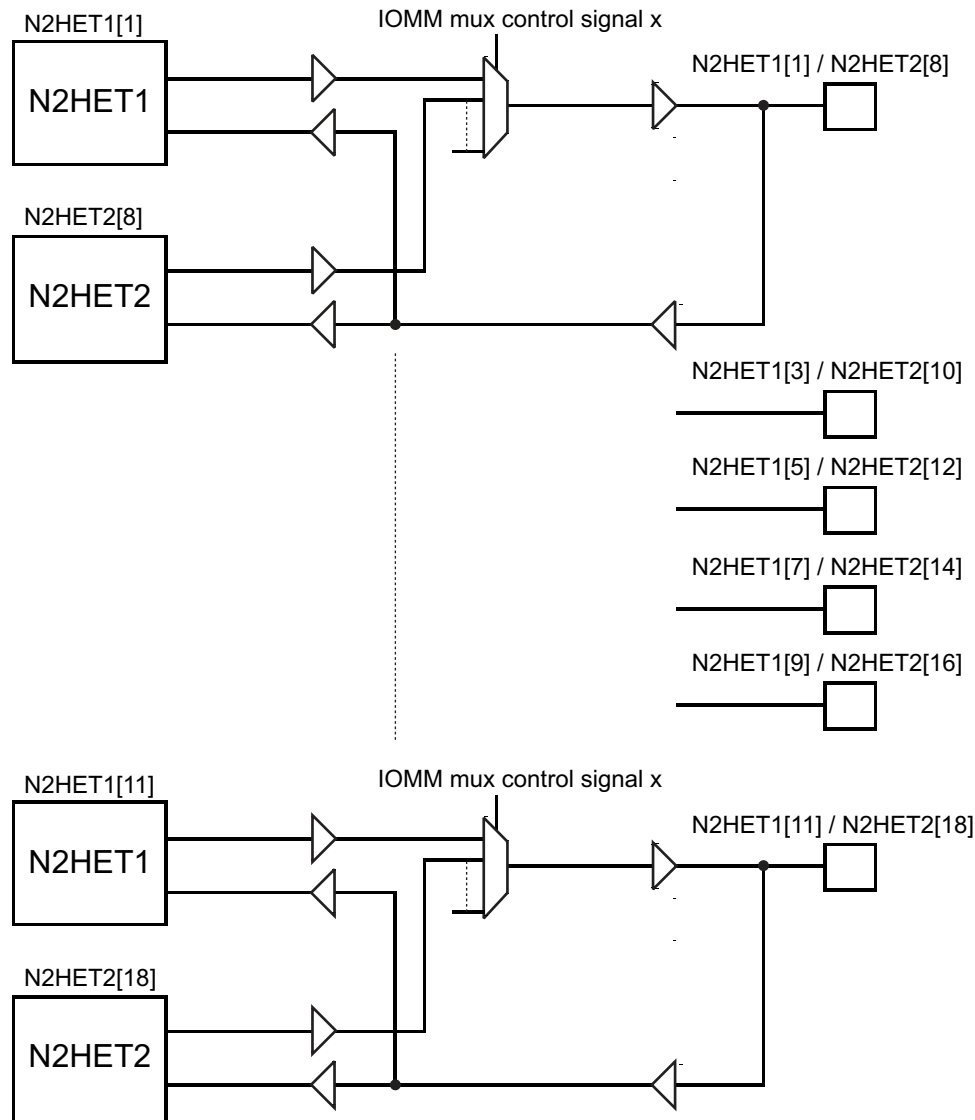 N2HET1[1]
IOMM mux control signal x
N2HET1[1] / N2HET2[8]
N2HET1
N2HET2[8]
N2HET2
N2HET1[3] / N2HET2[10]
N2HET1[5] / N2HET2[12]
N2HET1[7] / N2HET2[14]
N2HET1[9] / N2HET2[16]
N2HET1[11]
IOMM mux control signal x
N2HET1[11] / N2HET2[18]
N2HET1
N2HET2[18]
N2HET2